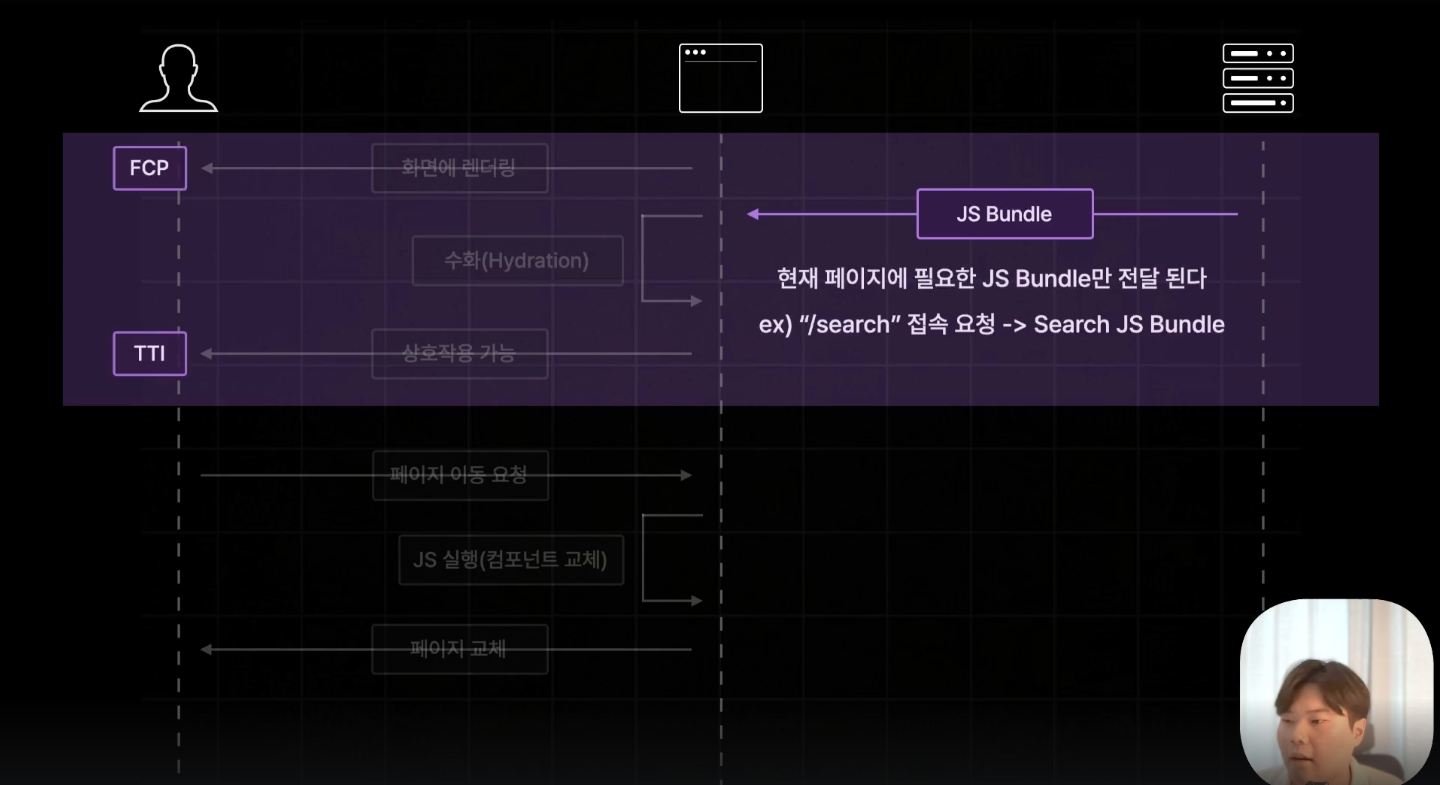 FCP
화면에 렌더링
JS Bundle
수화(Hydration)
현재 페이지에 필요한 JS Bundle만 전달 된다
ex) “/search” 접속 요청 -> Search JS Bundle
TTI
상호작용 가능
페이지 이동 요청
JS 실행(컴포넌트 교체)
페이지 교체